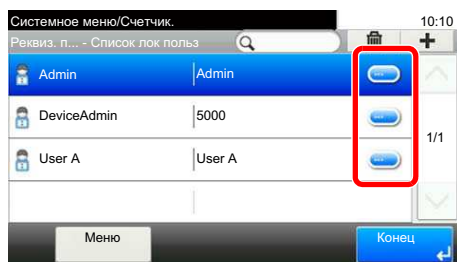 Системное меню/Счетчик. 10:10
Реквиз. п... - Список лок польз
Admin Admin
DeviceAdmin 5000
1/1
User A User A
Меню Конец